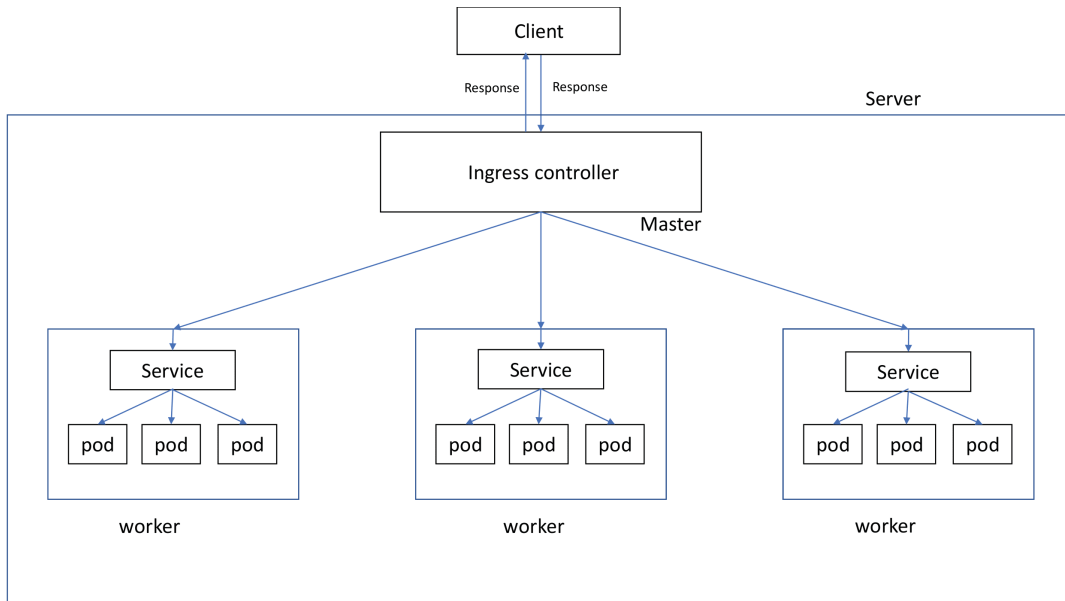 Client
Response
Response
Server
Ingress controller
Master
Service
Service
Service
pod
pod
pod
pod
pod
pod
pod
pod
pod
worker
worker
worker